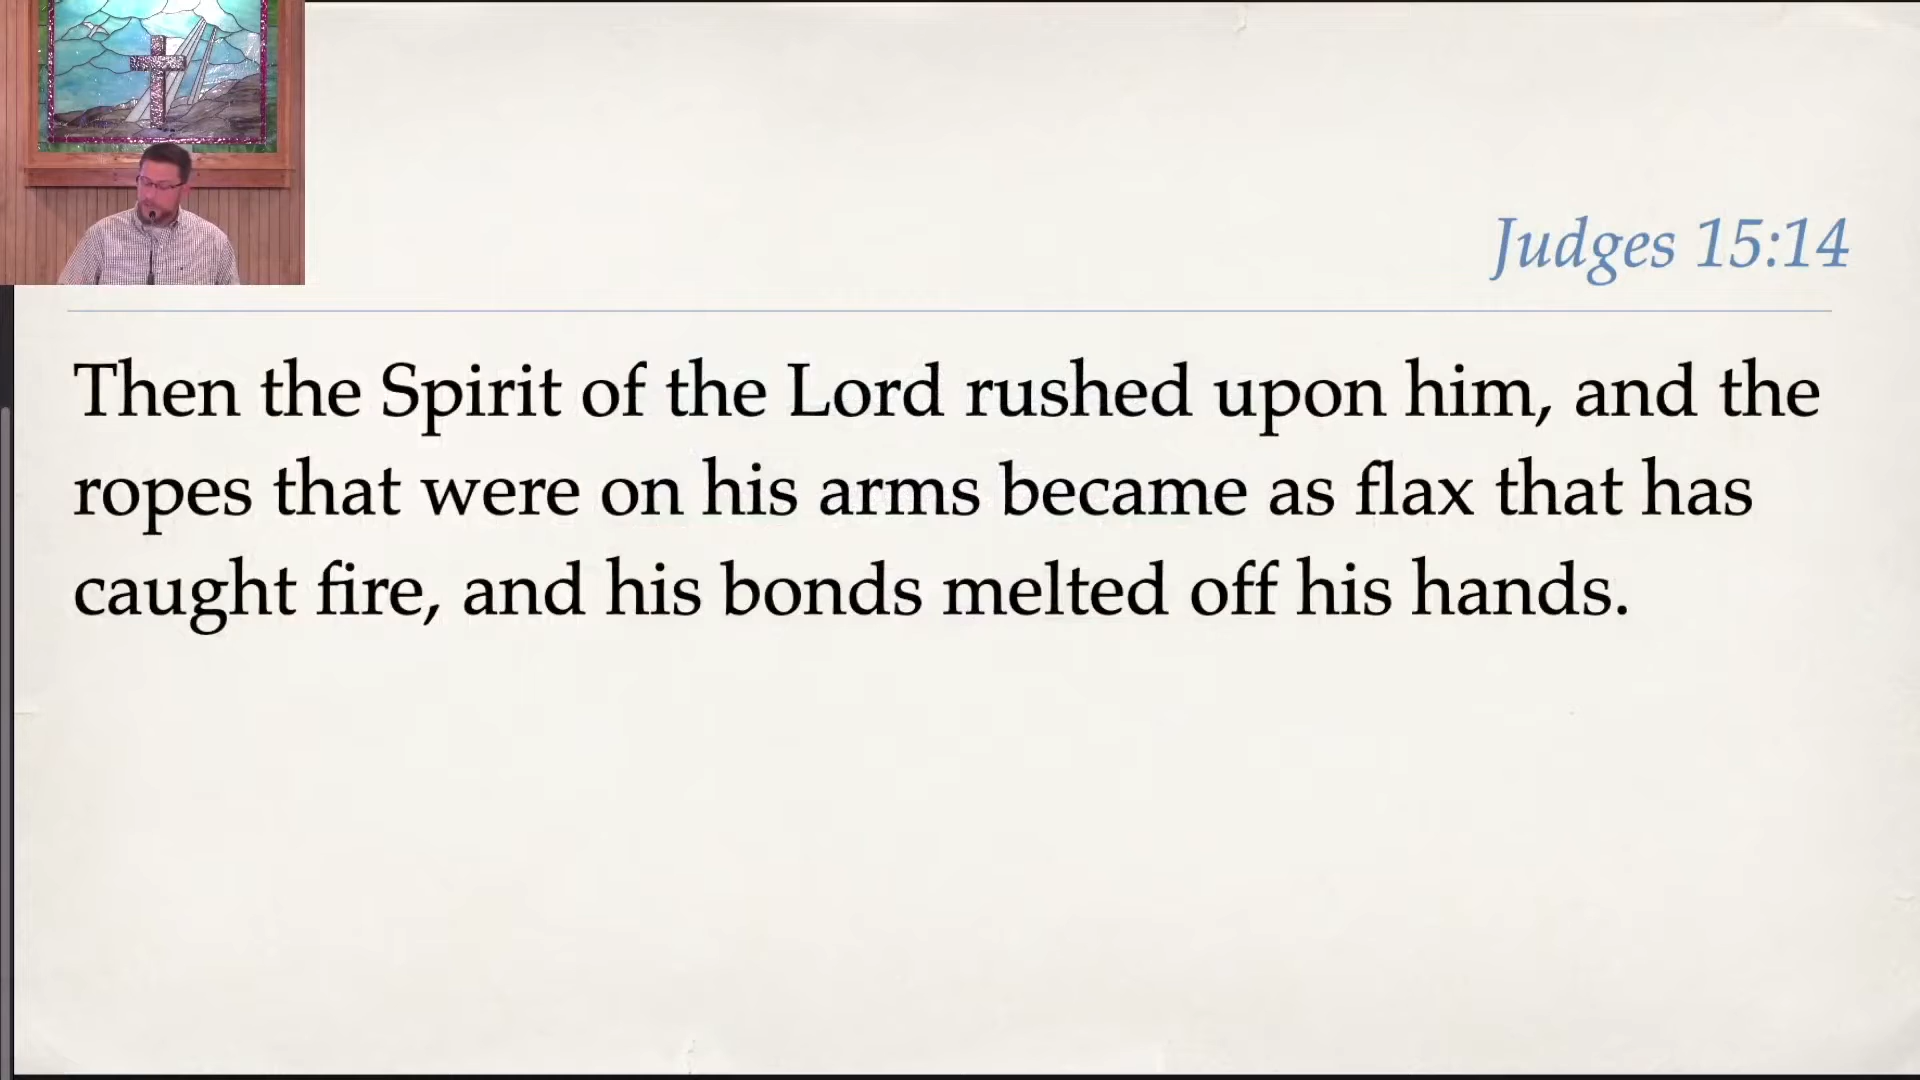 Judges 15:14
Then the Spirit of the Lord rushed upon him, and the
ropes that were on his arms became as flax that has
caught fire, and his bonds melted off his hands.